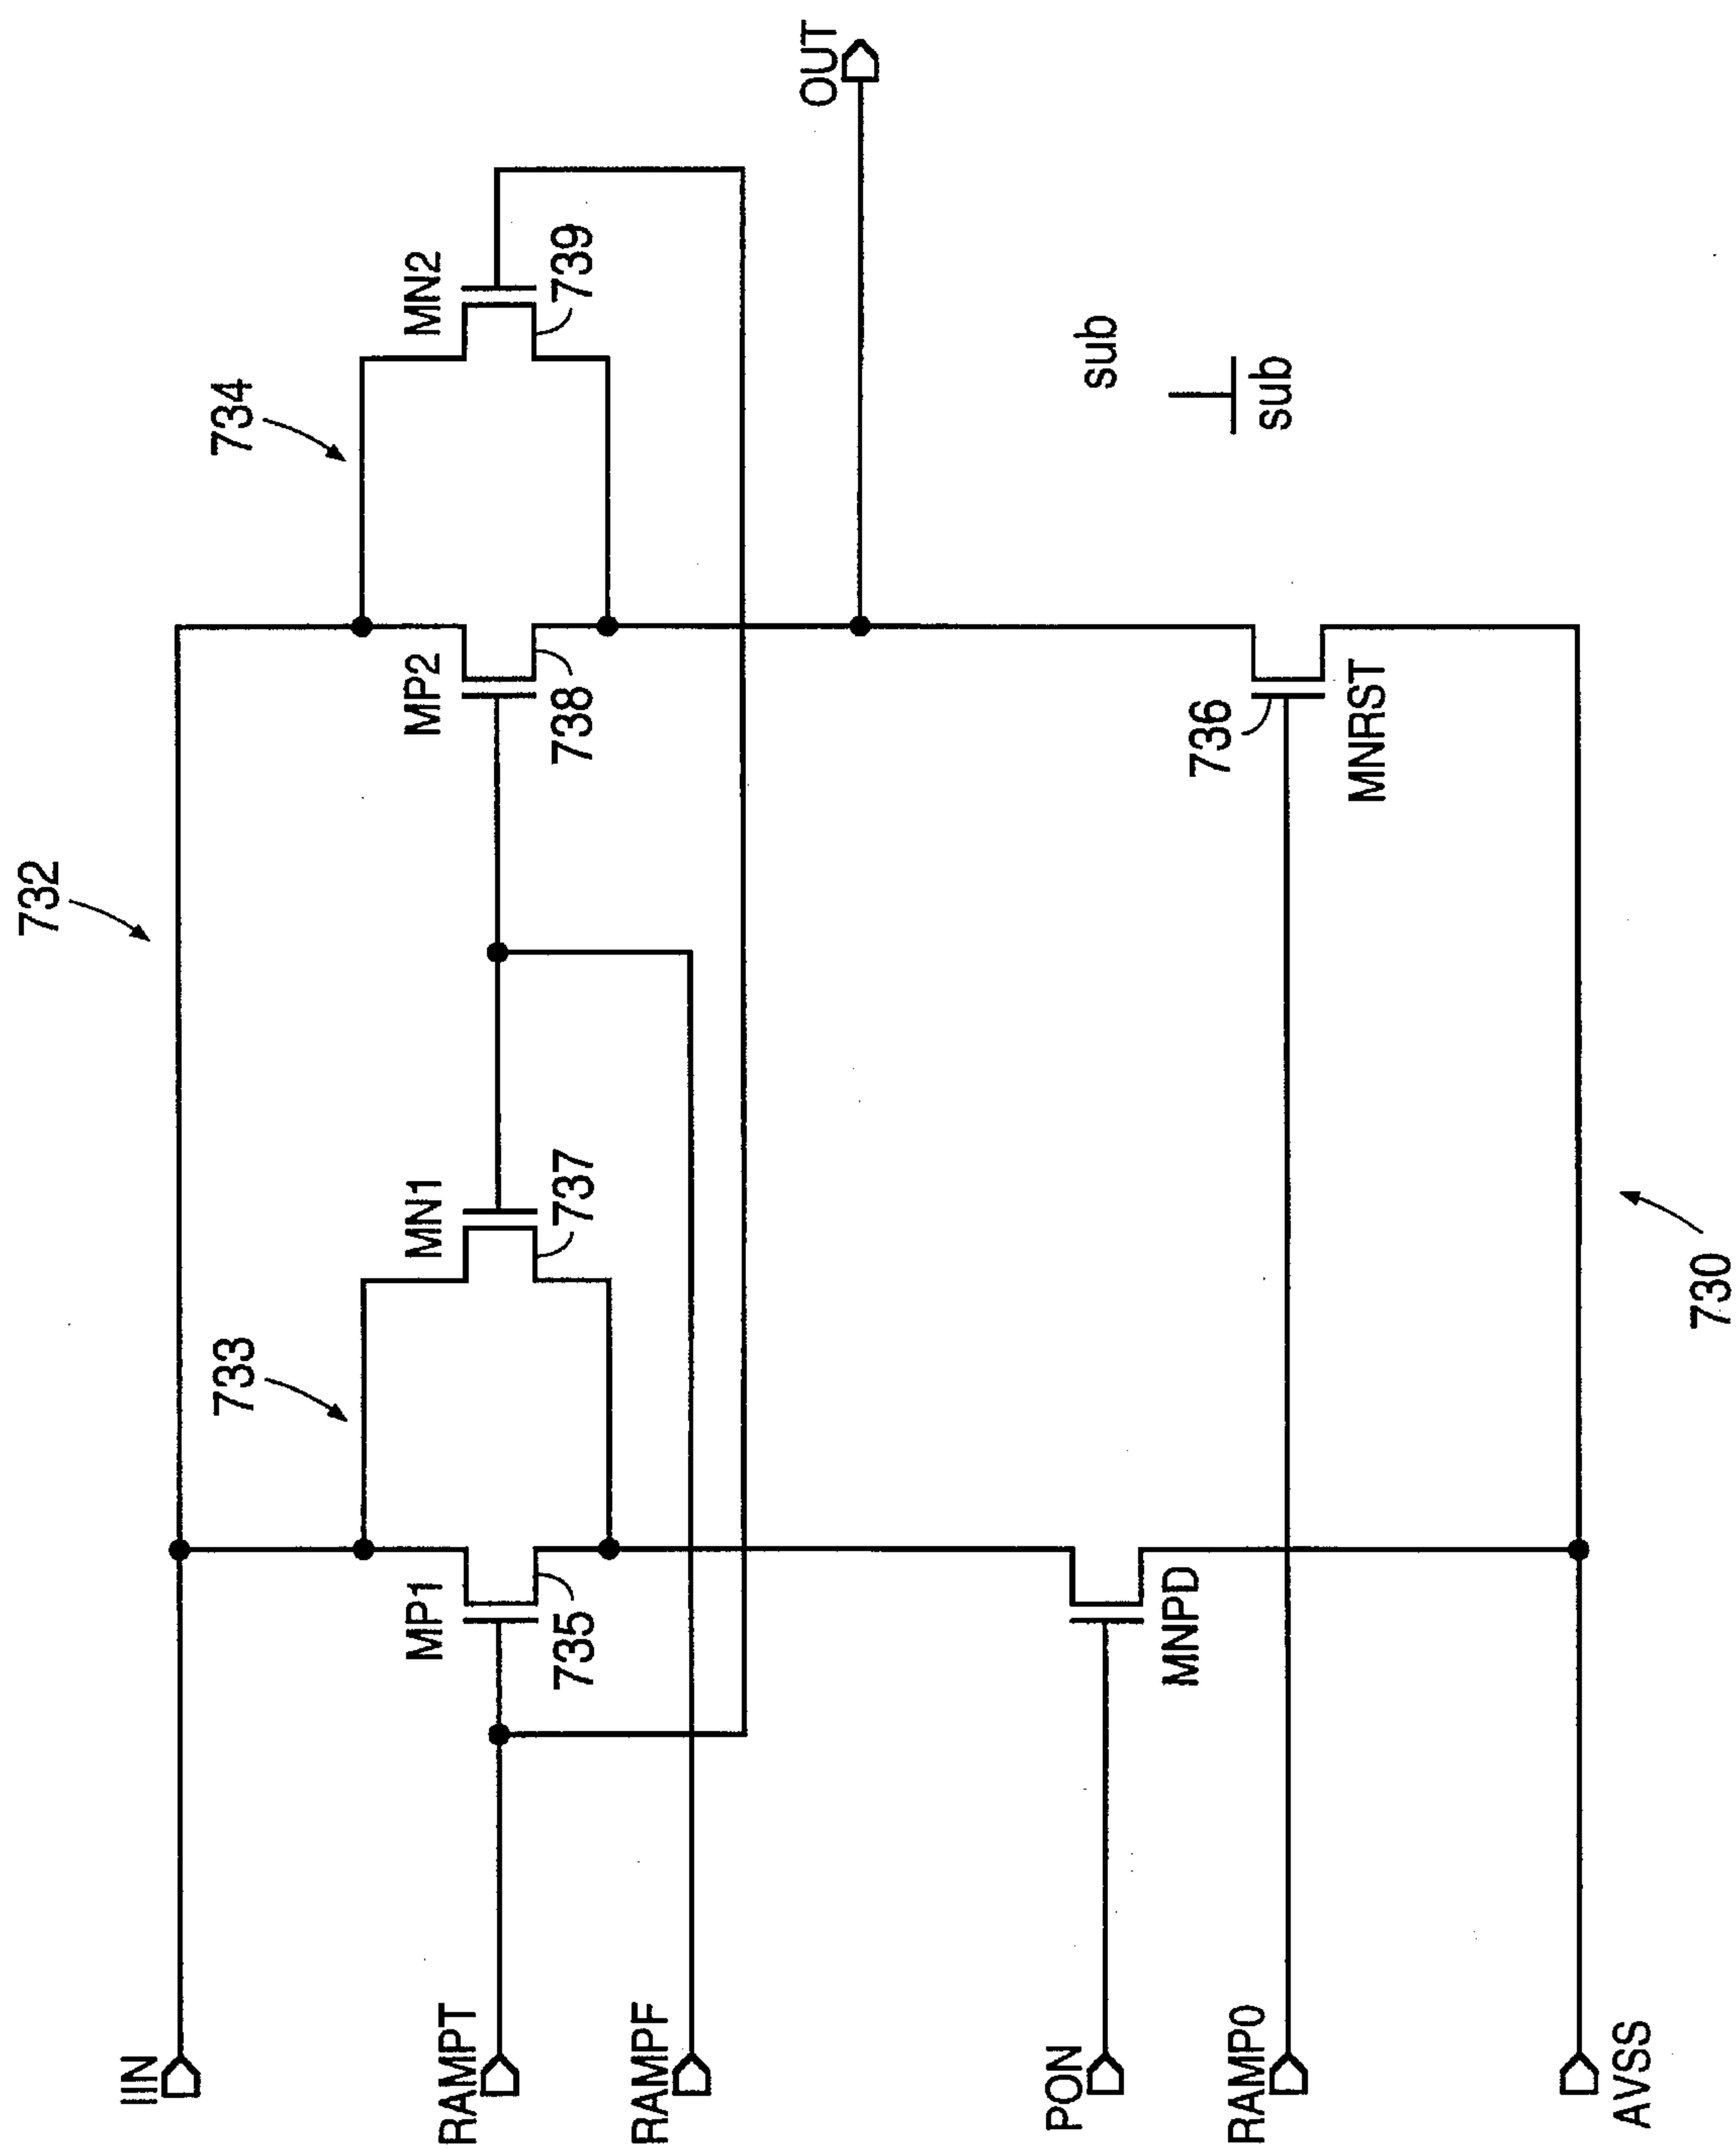 732
734
MN2
739
OUT
733
MP1
735
MN1
737
MP2
738
IIN
RAMPT
RAMPF
PON
MNPD
RAMP0
736
MNRST
sub
sub
AVSS
730